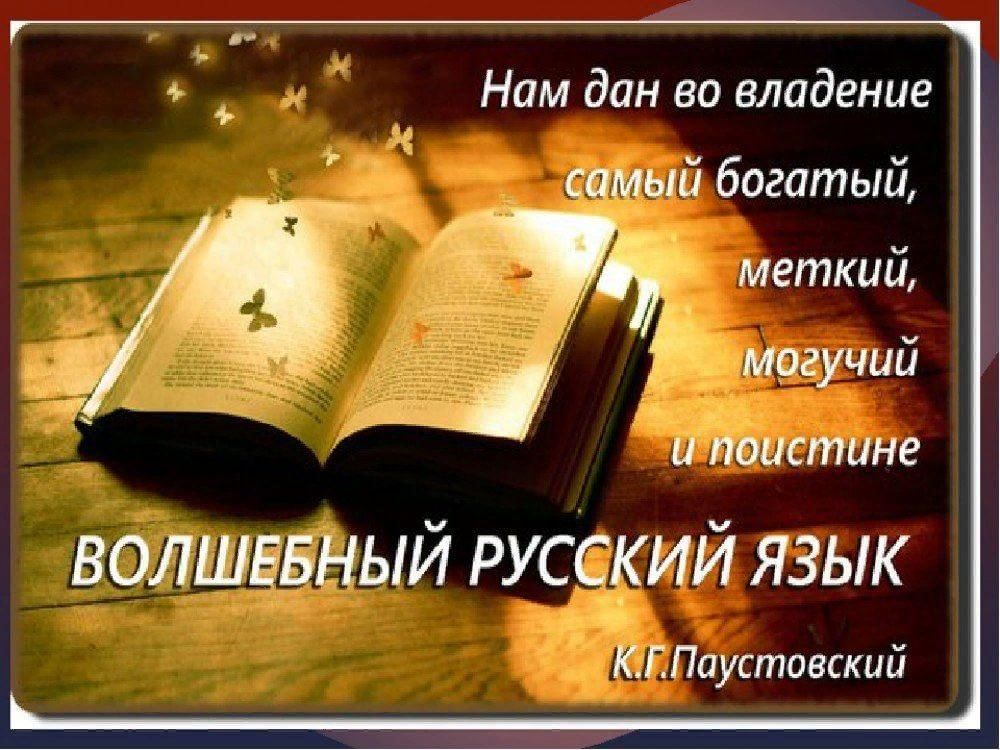 Нам дан во владение
самый богатый,
меткий,
могучий
и поистине
ВОЛШЕБНЫЙ РУССКИЙ ЯЗЫК
К.Г.Паустовский